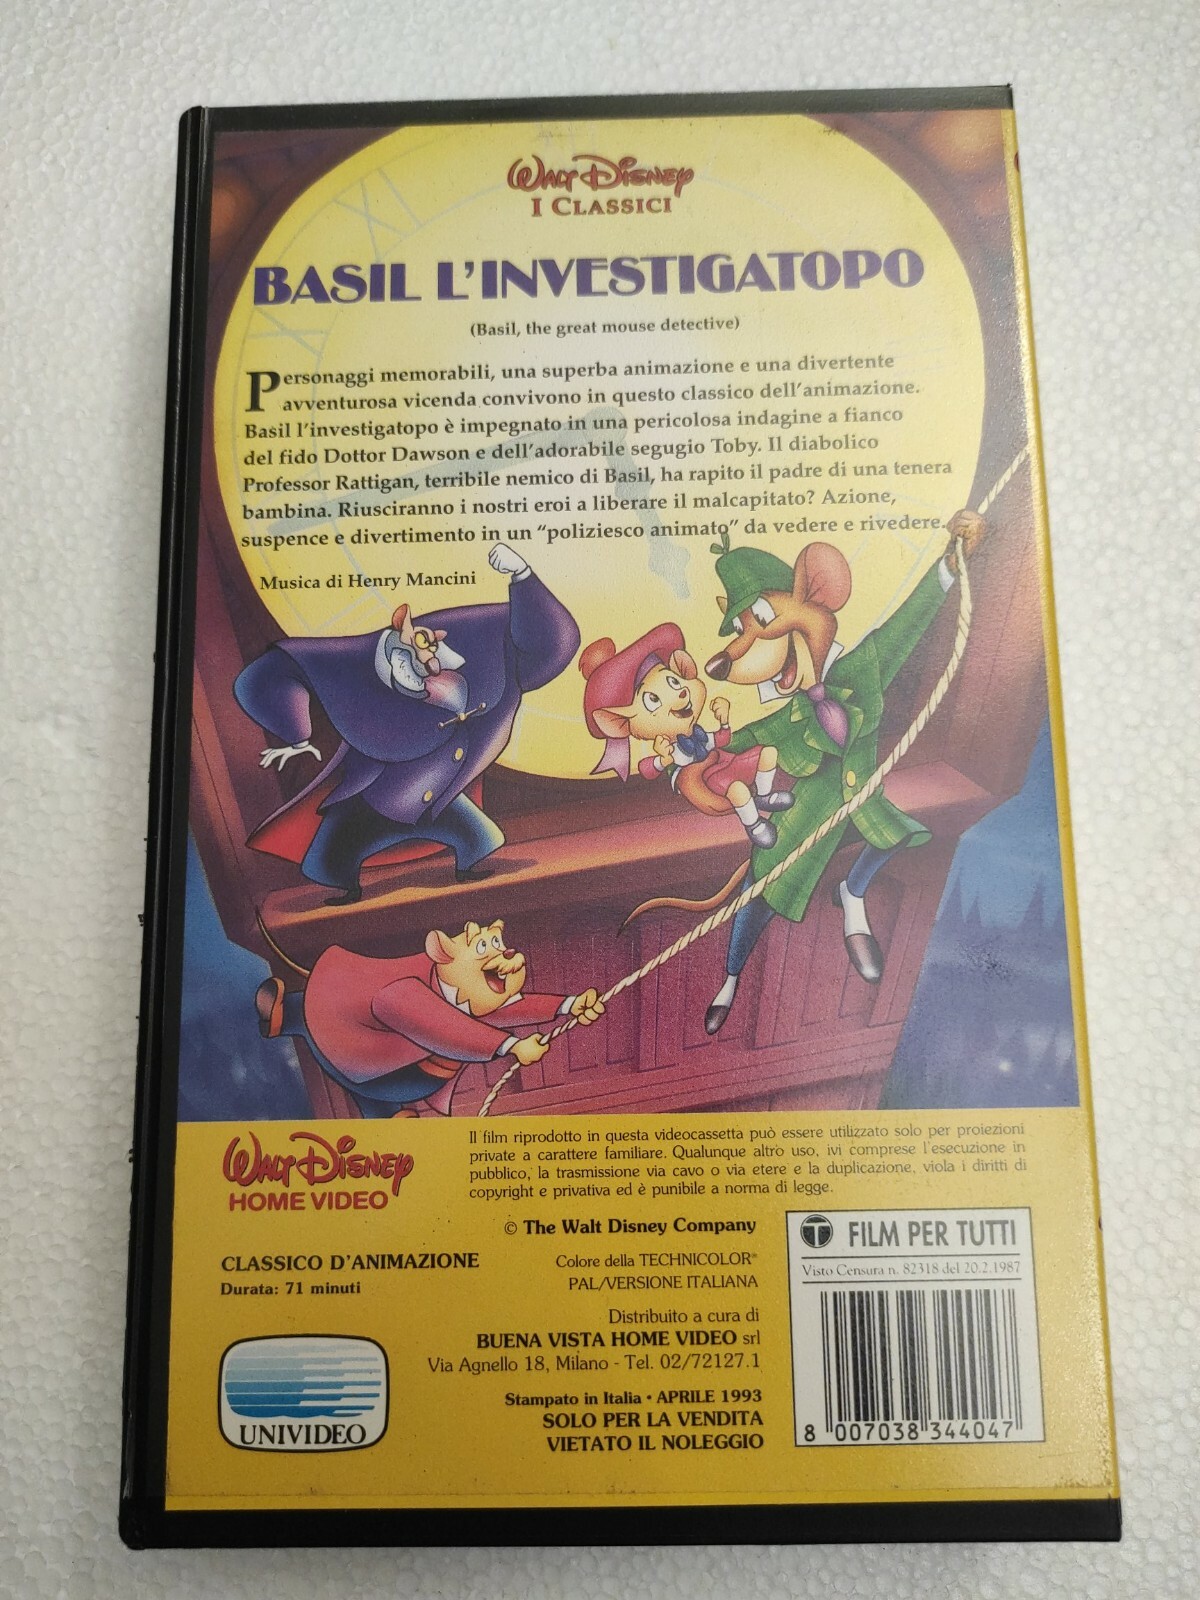 WALT DISNEY
I CLASSICI
BASIL L'INVESTIGATOPO
(Basil, the great mouse detective)
Personaggi memorabili, una superba animazione e una divertente
avventurosa vicenda convivono in questo classico dell'animazione.
Basil l'investigatopo è impegnato in una pericolosa indagine a fianco
del fido Dottor Dawson e dell'adorabile segugio Toby. Il diabolico
Professor Rattigan, terribile nemico di Basil, ha rapito il padre di una tenera
bambina. Riusciranno i nostri eroi a liberare il malcapitato? Azione,
suspence e divertimento in un "poliziesco animato" da vedere e rivedere.
Musica di Henry Mancini
WALT DISNEY
HOME VIDEO
Il film riprodotto in questa videocassetta può essere utilizzato solo per proiezioni
private a carattere familiare. Qualunque altro uso, ivi comprese l'esecuzione in
pubblico, la trasmissione via cavo o via etere e la duplicazione, viola i diritti di
copyright e privativa ed è punibile a norma di legge.
© The Walt Disney Company
CLASSICO D'ANIMAZIONE
Durata: 71 minuti
Colore della TECHNICOLOR®
PAL/VERSIONE ITALIANA
Distribuito a cura di
BUENA VISTA HOME VIDEO srl
Via Agnello 18, Milano - Tel. 02/72127.1
Stampato in Italia • APRILE 1993
SOLO PER LA VENDITA
VIETATO IL NOLEGGIO
UNIVIDEO
T FILM PER TUTTI
Visto Censura n. 82318 del 20.2.1987
8 007038 344047
XI
X
IX